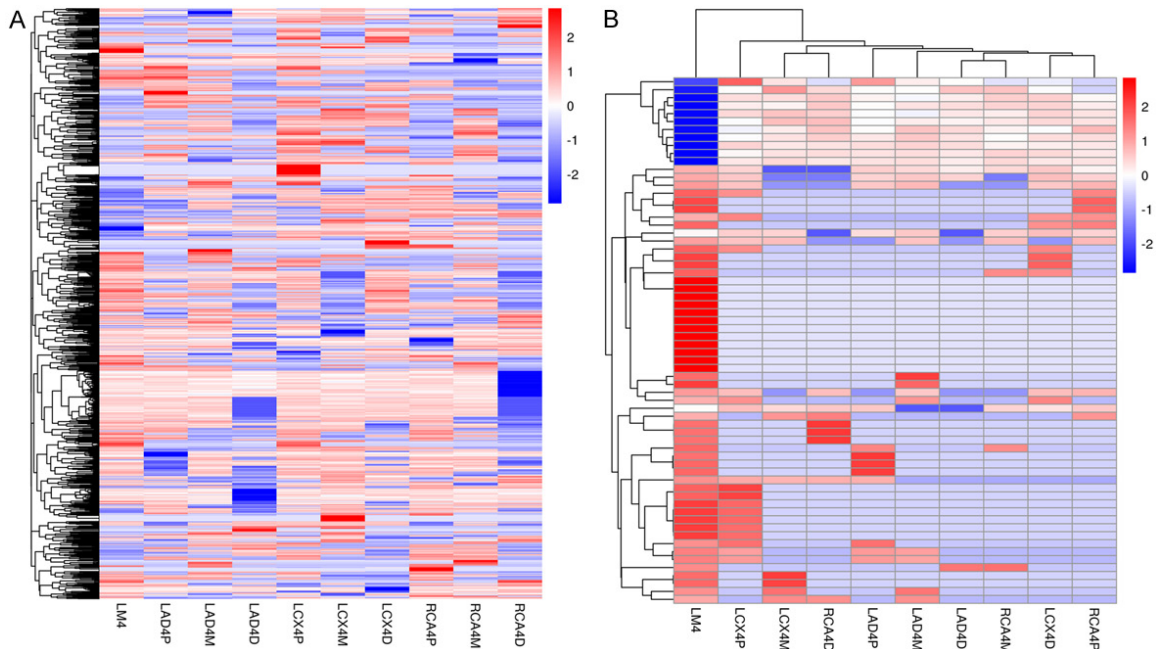 A
2
1
0
-1
-2
LM4
LAD4P
LAD4M
LAD4D
LCX4P
LCX4M
LCX4D
RCA4P
RCA4M
RCA4D
B
2
1
0
-1
-2
LM4
LCX4P
LCX4M
RCA4D
LAD4P
LAD4M
LAD4D
RCA4M
LCX4D
RCA4P